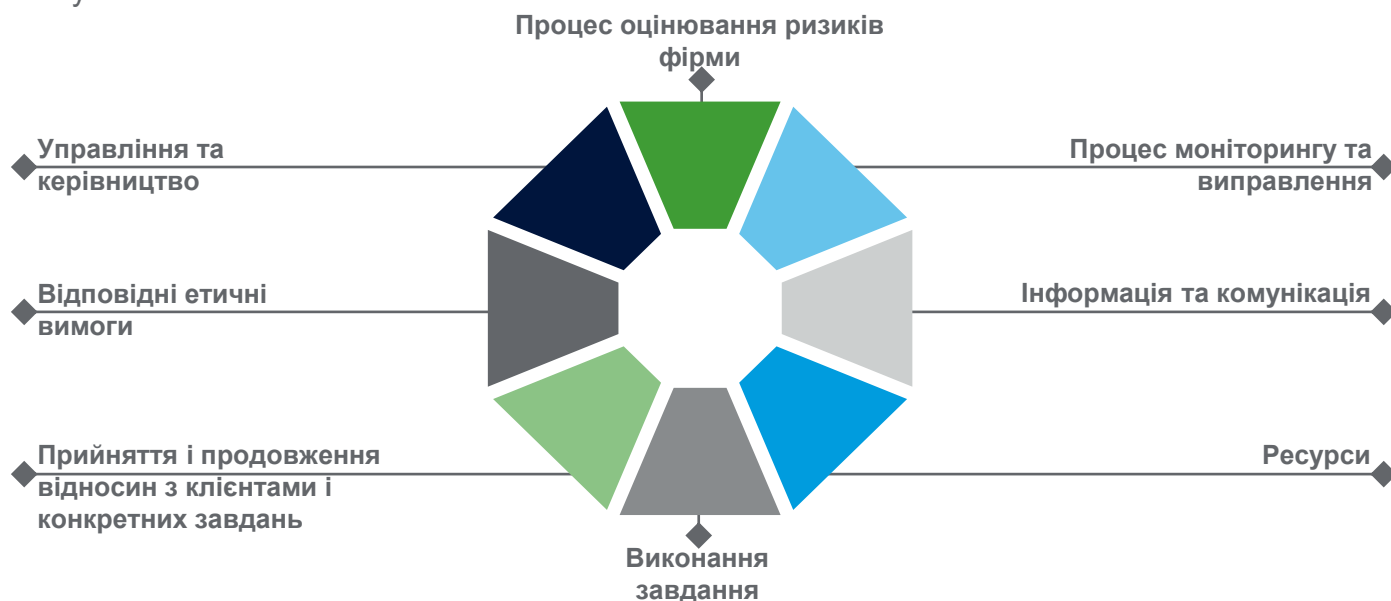 Процес оцінювання ризиків
фірми
Управління та
керівництво
Процес моніторингу та
виправлення
Відповідні етичні
вимоги
Інформація та комунікація
Прийняття і продовження
відносин з клієнтами і
конкретних завдань
Ресурси
Виконання
завдання